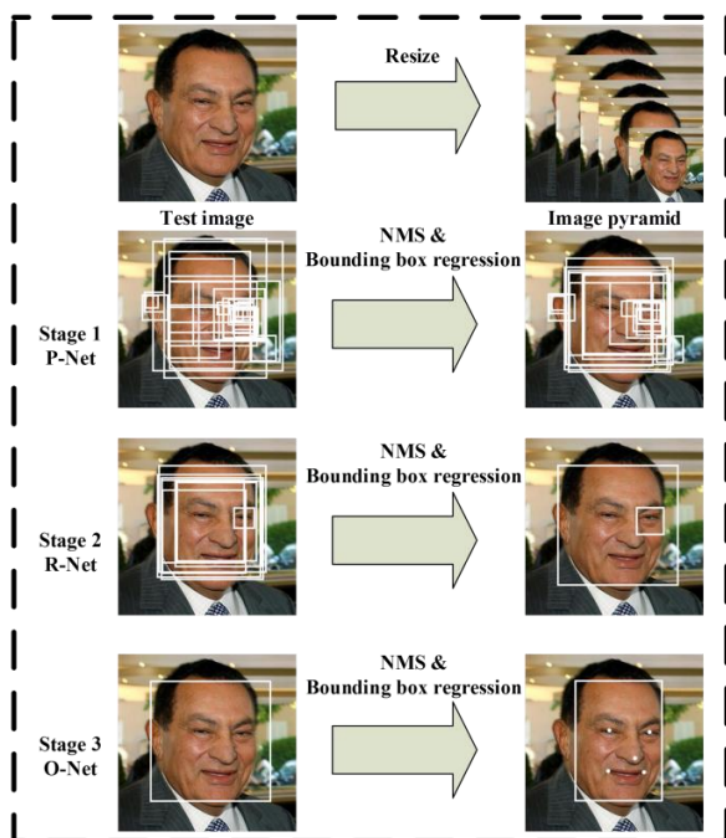 Resize
Test image
Image pyramid
NMS &
Bounding box regression
Stage 1
P-Net
NMS &
Bounding box regression
Stage 2
R-Net
NMS &
Bounding box regression
Stage 3
O-Net